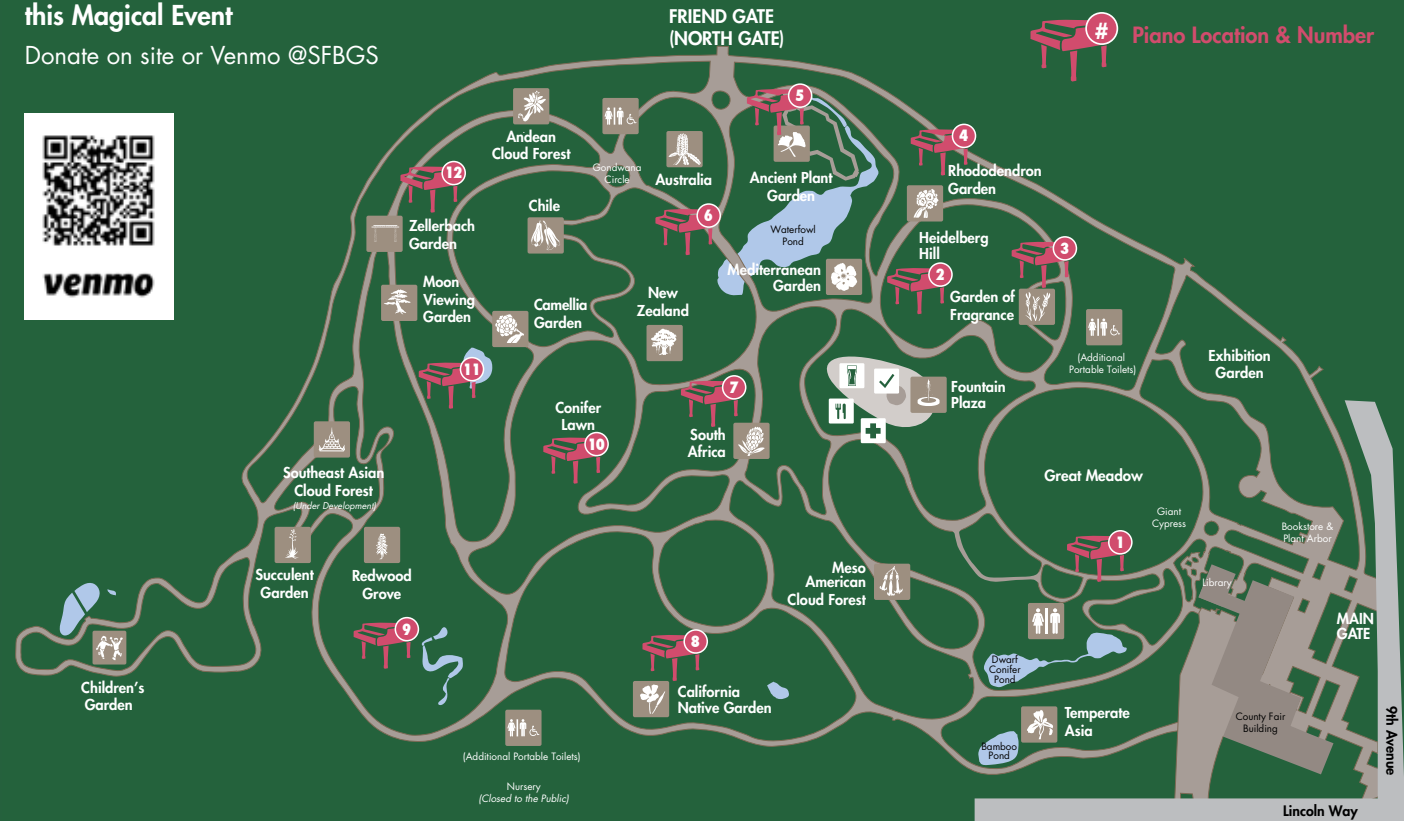 this Magical Event
Donate on site or Venmo @SFBGS
venmo
FRIEND GATE
(NORTH GATE)
#
Piano Location & Number
5
Andean
Cloud Forest
Gondwana
Circle
Australia
Ancient Plant
Garden
4
Rhododendron
Garden
12
Zellerbach
Garden
Chile
6
Waterfowl
Pond
Heidelberg
Hill
3
2
Mediterranean
Garden
Garden of
Fragrance
Moon
Viewing
Garden
Camellia
Garden
New
Zealand
(Additional
Portable Toilets)
Exhibition
Garden
11
7
Fountain
Plaza
Conifer
Lawn
10
South
Africa
Southeast Asian
Cloud Forest
(Under Development)
Great Meadow
Giant
Cypress
Bookstore &
Plant Arbor
1
Succulent
Garden
Redwood
Grove
Meso
American
Cloud Forest
Library
MAIN
GATE
9
8
Children's
Garden
California
Native Garden
Dwarf
Conifer
Pond
Temperate
Asia
Bamboo
Pond
County Fair
Building
9th Avenue
(Additional Portable Toilets)
Nursery
(Closed to the Public)
Lincoln Way